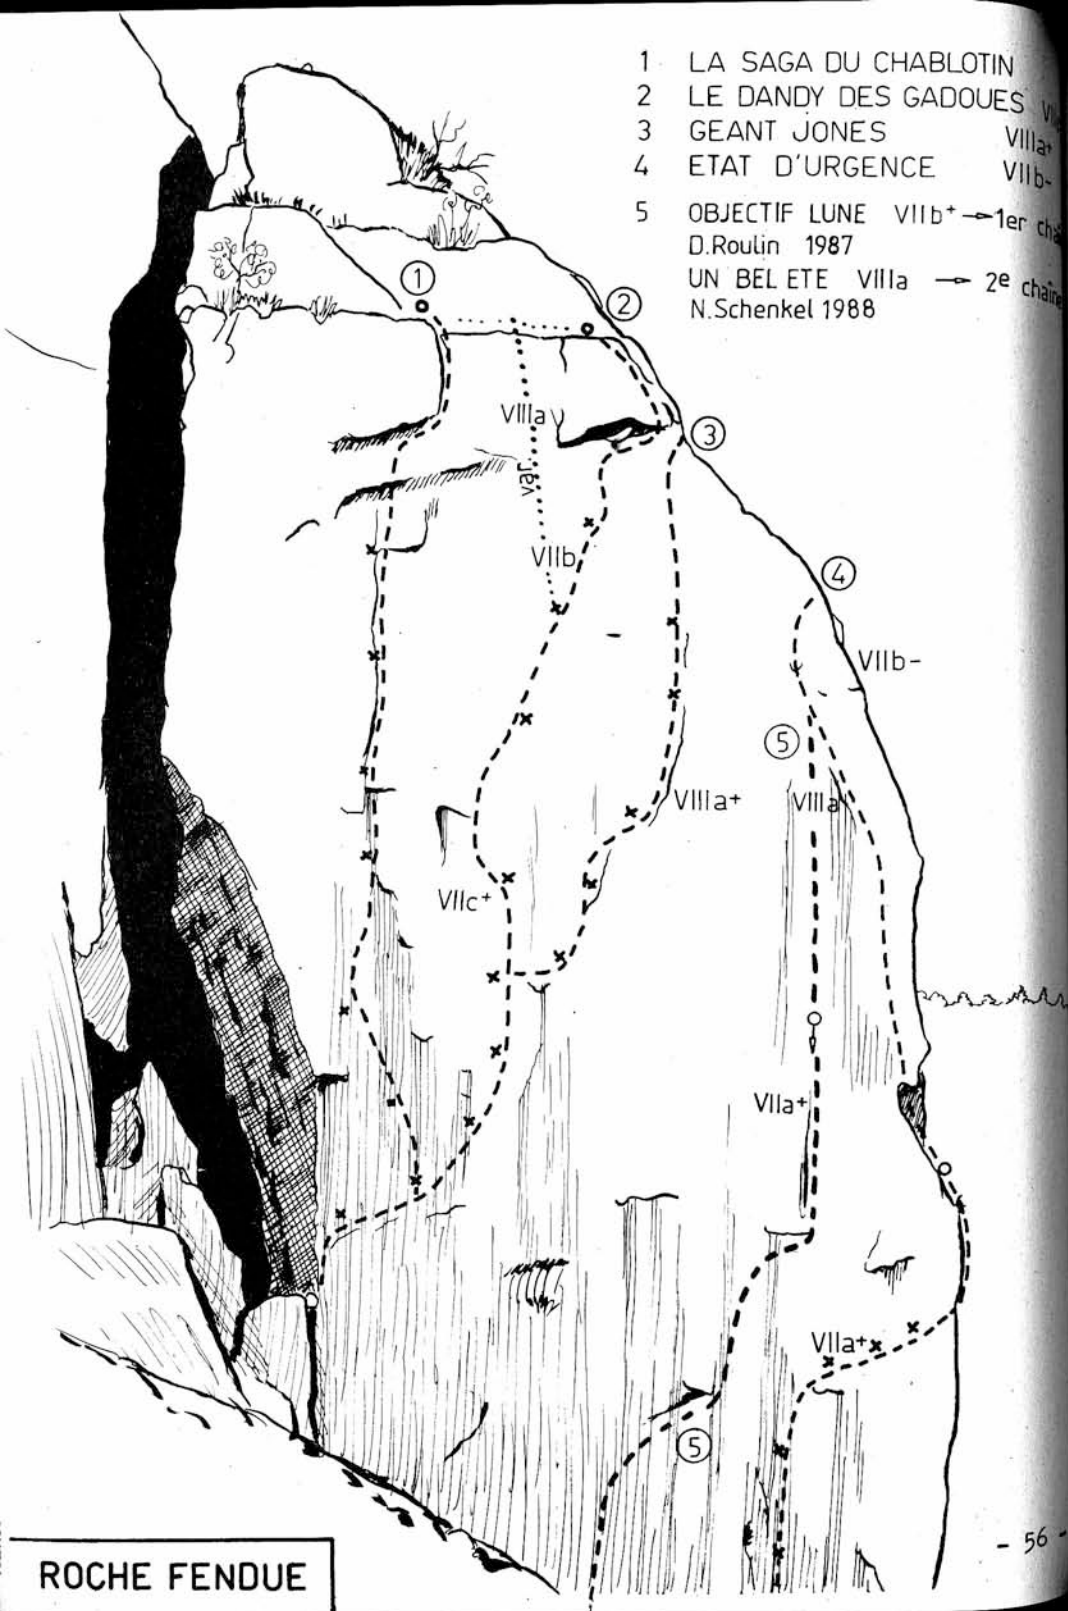 1 LA SAGA DU CHABLOTIN
2 LE DANDY DES GADOUES
3 GEANT JONES VIIIa+
4 ETAT D'URGENCE VIIb-
5 OBJECTIF LUNE VIIb+ → 1er
D.Roulin 1987
UN BEL ETE VIIIa → 2e chaîne
N.Schenkel 1988
1
2
VIIIa
3
var.
VIIb
4
VIIb-
5
VIIIa+
VIIIa
VIIc+
VIIa+
VIIa+
5
- 56 -
ROCHE FENDUE